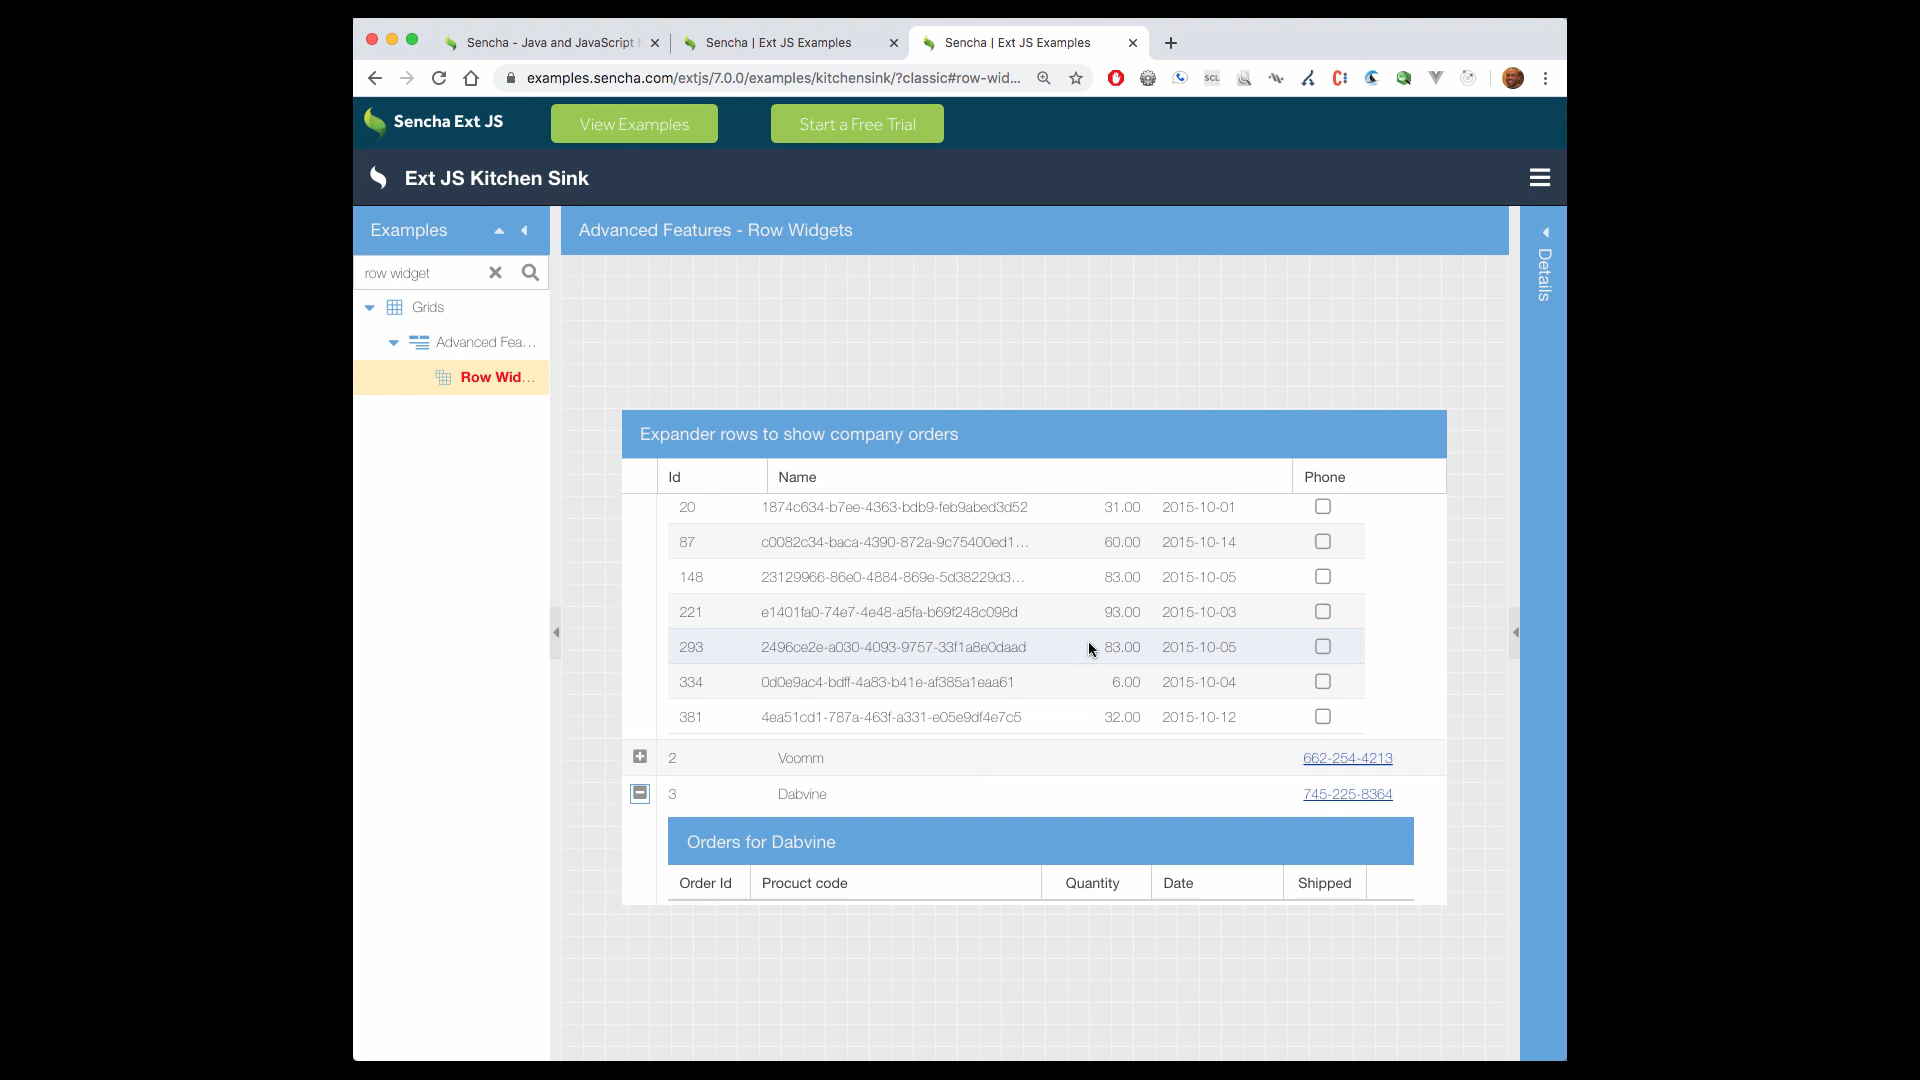 Sencha - Java and JavaScript
Sencha | Ext JS Examples
Sencha | Ext JS Examples
examples.sencha.com/extjs/7.0.0/examples/kitchensink/?classic#row-wid...
SCL
Sencha Ext JS
View Examples
Start a Free Trial
Ext JS Kitchen Sink
Examples
Advanced Features - Row Widgets
Details
row widget
Grids
Advanced Fea...
Row Wid...
Expander rows to show company orders
Id Name Phone
20 1874c634-b7ee-4363-bdb9-feb9abed3d52 31.00 2015-10-01
87 c0082c34-baca-4390-872a-9c75400ed1... 60.00 2015-10-14
148 23129966-86e0-4884-869e-5d38229d3... 83.00 2015-10-05
221 e1401fa0-74e7-4e48-a5fa-b69f248c098d 93.00 2015-10-03
293 2496ce2e-a030-4093-9757-33f1a8e0daad 83.00 2015-10-05
334 0d0e9ac4-bdff-4a83-b41e-af385a1eaa61 6.00 2015-10-04
381 4ea51cd1-787a-463f-a331-e05e9df4e7c5 32.00 2015-10-12
2 Voomm 662-254-4213
3 Dabvine 745-225-8364
Orders for Dabvine
Order Id Procuct code Quantity Date Shipped